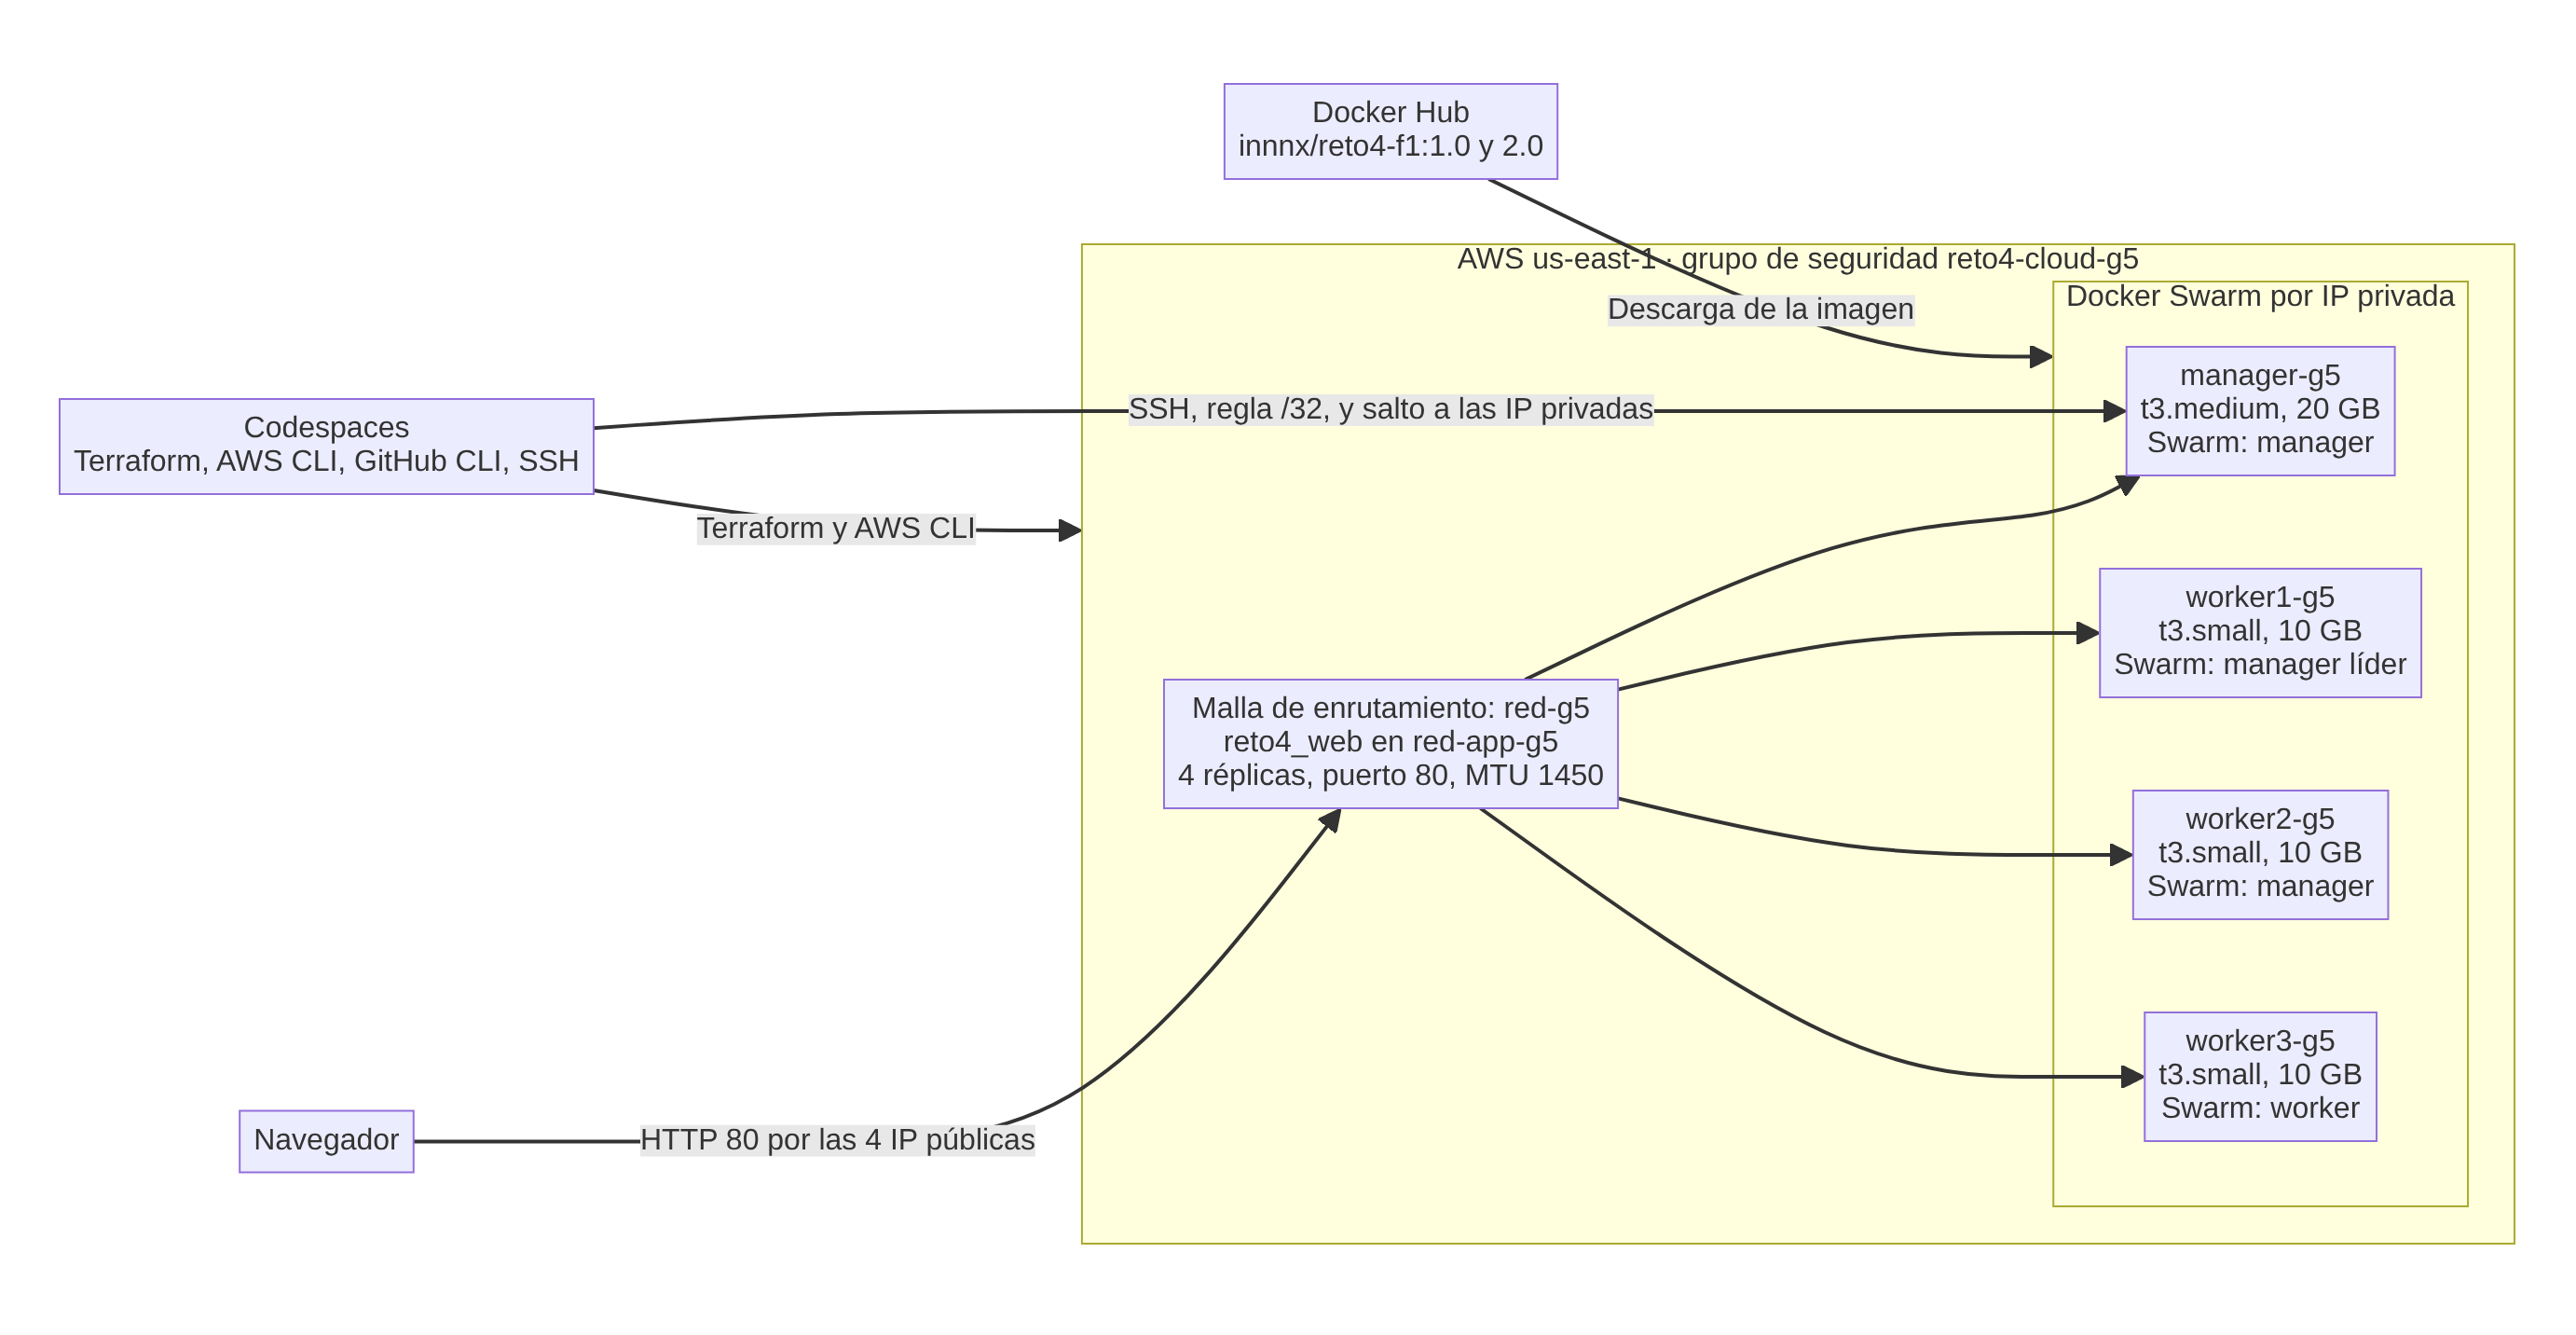 Docker Hub
innnx/reto4-f1:1.0 y 2.0
AWS us-east-1 · grupo de seguridad reto4-cloud-g5
Docker Swarm por IP privada
Descarga de la imagen
manager-g5
t3.medium, 20 GB
Swarm: manager
SSH, regla /32, y salto a las IP privadas
Codespaces
Terraform, AWS CLI, GitHub CLI, SSH
Terraform y AWS CLI
worker1-g5
t3.small, 10 GB
Swarm: manager líder
Malla de enrutamiento: red-g5
reto4_web en red-app-g5
4 réplicas, puerto 80, MTU 1450
worker2-g5
t3.small, 10 GB
Swarm: manager
worker3-g5
t3.small, 10 GB
Swarm: worker
Navegador
HTTP 80 por las 4 IP públicas